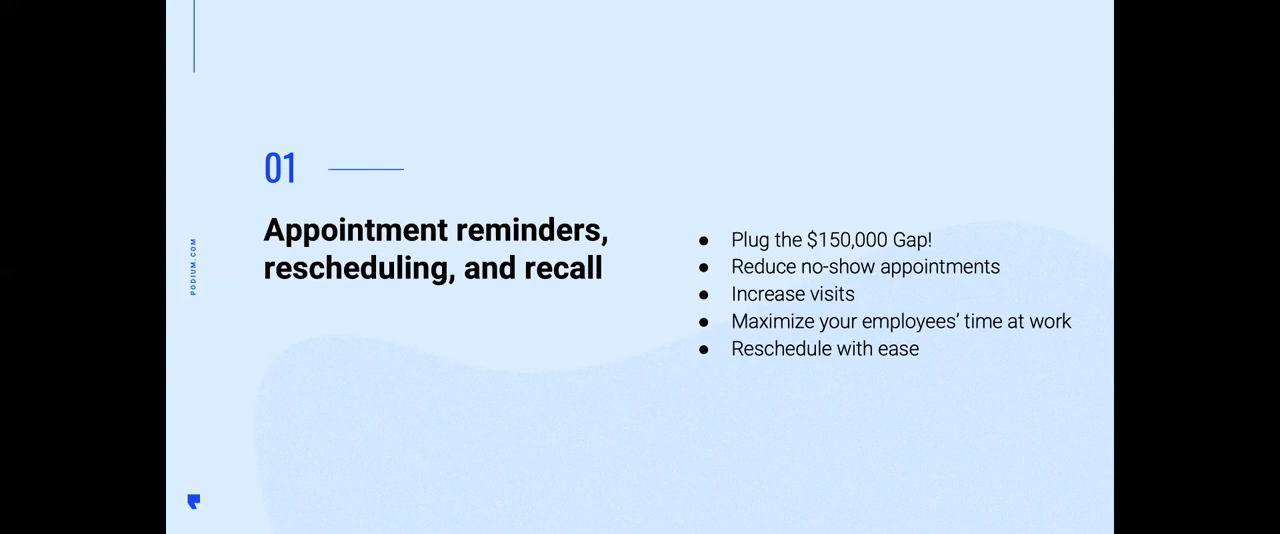 01
Appointment reminders,
rescheduling, and recall
● Plug the $150,000 Gap!
● Reduce no-show appointments
● Increase visits
● Maximize your employees’ time at work
● Reschedule with ease
PODIUM.COM